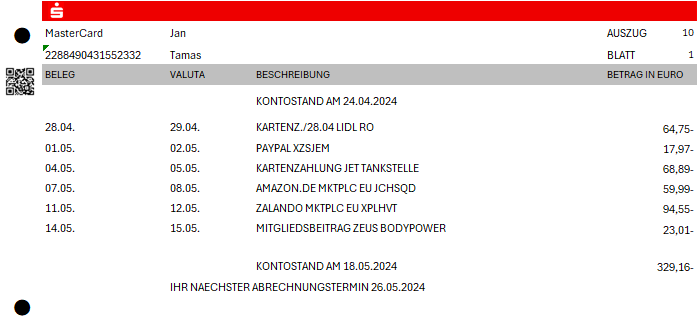 MasterCard Jan AUSZUG 10
2288490431552332 Tamas BLATT 1
BELEG VALUTA BESCHREIBUNG BETRAG IN EURO
KONTOSTAND AM 24.04.2024
28.04. 29.04. KARTENZ./28.04 LIDL RO 64,75-
01.05. 02.05. PAYPAL XZSJEM 17,97-
04.05. 05.05. KARTENZAHLUNG JET TANKSTELLE 68,89-
07.05. 08.05. AMAZON.DE MKTPLC EU JCHSQD 59,99-
11.05. 12.05. ZALANDO MKTPLC EU XPLHVT 94,55-
14.05. 15.05. MITGLIEDSBEITRAG ZEUS BODYPOWER 23,01-
KONTOSTAND AM 18.05.2024 329,16-
IHR NAECHSTER ABRECHNUNGSTERMIN 26.05.2024